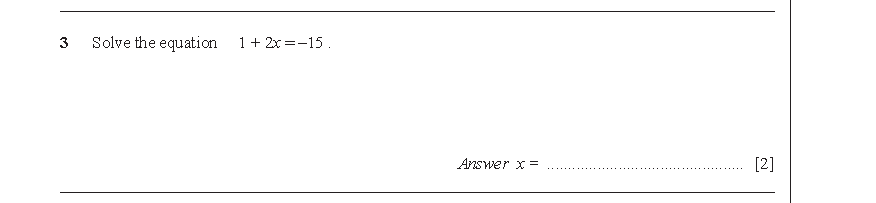 3 Solve the equation 1 + 2x = –15 .
Answer x = ............................................... [2]